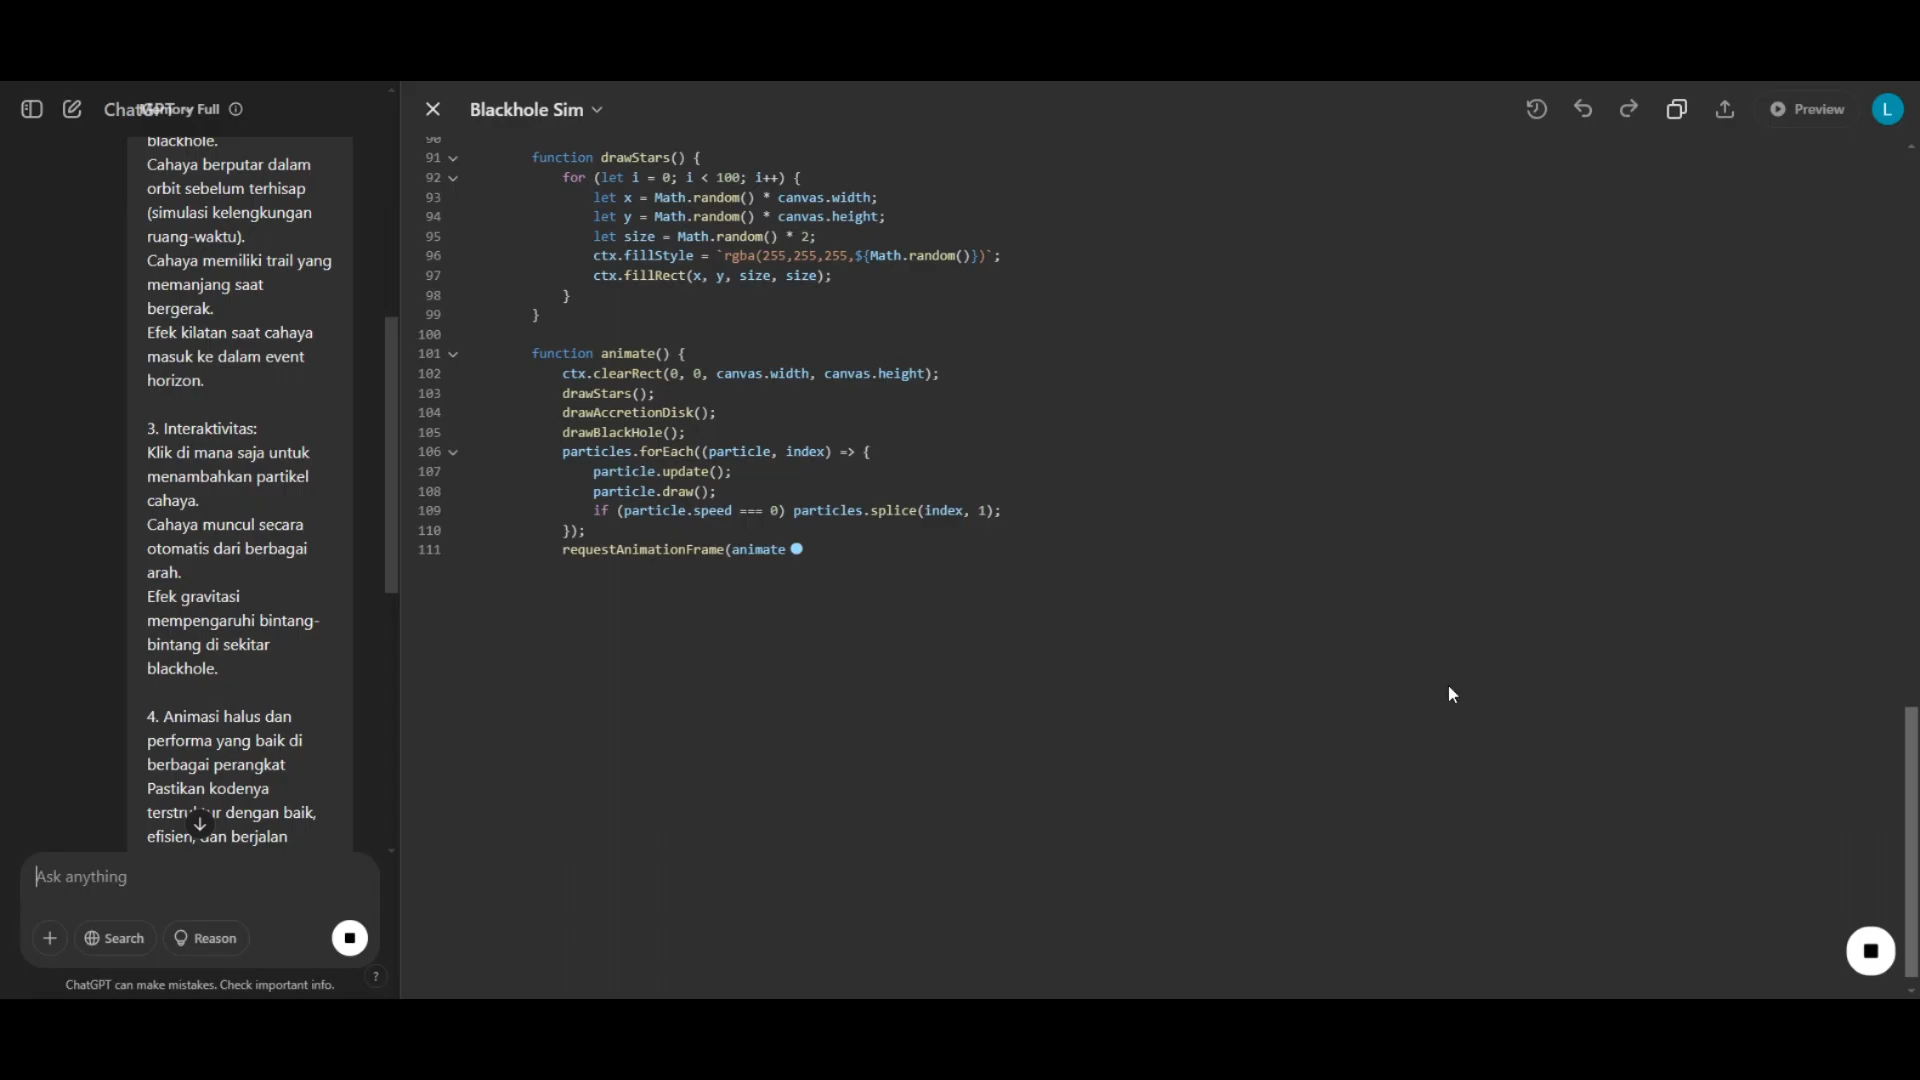 ChatGPT
Memory Full
blackhole.
Cahaya berputar dalam
orbit sebelum terhisap
(simulasi kelengkungan
ruang-waktu).
Cahaya memiliki trail yang
memanjang saat
bergerak.
Efek kilatan saat cahaya
masuk ke dalam event
horizon.
3. Interaktivitas:
Klik di mana saja untuk
menambahkan partikel
cahaya.
Cahaya muncul secara
otomatis dari berbagai
arah.
Efek gravitasi
mempengaruhi bintang-
bintang di sekitar
blackhole.
4. Animasi halus dan
performa yang baik di
berbagai perangkat
Pastikan kodenya
terstruktur dengan baik,
efisien, dan berjalan
Ask anything
Search
Reason
ChatGPT can make mistakes. Check important info.
?
Blackhole Sim
Preview
L
90
91 function drawStars() {
92 for (let i = 0; i < 100; i++) {
93 let x = Math.random() * canvas.width;
94 let y = Math.random() * canvas.height;
95 let size = Math.random() * 2;
96 ctx.fillStyle = `rgba(255,255,255,${Math.random()})`;
97 ctx.fillRect(x, y, size, size);
98 }
99 }
100
101 function animate() {
102 ctx.clearRect(0, 0, canvas.width, canvas.height);
103 drawStars();
104 drawAccretionDisk();
105 drawBlackHole();
106 particles.forEach((particle, index) => {
107 particle.update();
108 particle.draw();
109 if (particle.speed === 0) particles.splice(index, 1);
110 });
111 requestAnimationFrame(animate